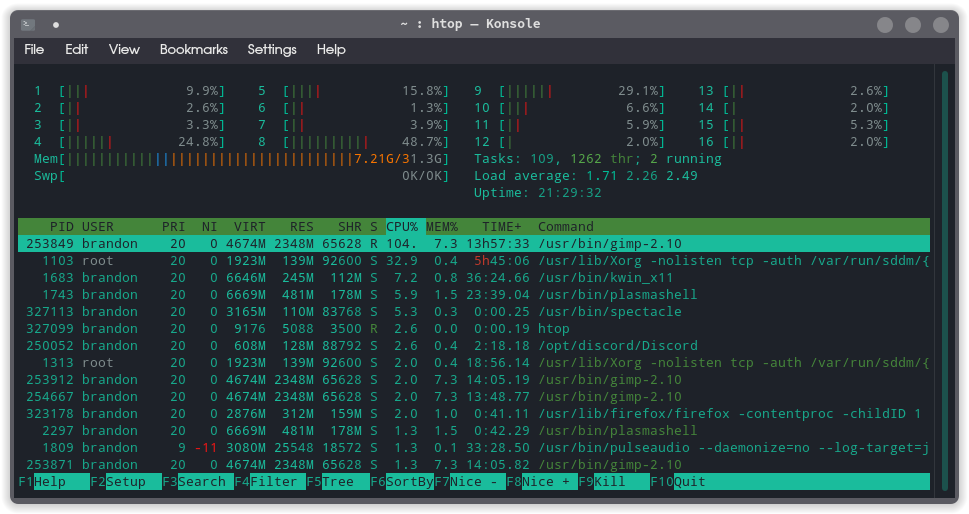 ~ : htop — Konsole
File Edit View Bookmarks Settings Help
1 [||| 9.9%] 5 [|||| 15.8%] 9 [|||||| 29.1%] 13 [|| 2.6%]
2 [|| 2.6%] 6 [|| 1.3%] 10 [||| 6.6%] 14 [| 2.0%]
3 [|| 3.3%] 7 [|| 3.9%] 11 [|| 5.9%] 15 [|| 5.3%]
4 [|||||| 24.8%] 8 [|||||||||| 48.7%] 12 [| 2.0%] 16 [|| 2.0%]
Mem[||||||||||||||||||||||||||||||||||||7.21G/31.3G] Tasks: 109, 1262 thr; 2 running
Swp[ 0K/0K] Load average: 1.71 2.26 2.49
Uptime: 21:29:32
PID USER PRI NI VIRT RES SHR S CPU% MEM% TIME+ Command
253849 brandon 20 0 4674M 2348M 65628 R 104. 7.3 13h57:33 /usr/bin/gimp-2.10
1103 root 20 0 1923M 139M 92600 S 32.9 0.4 5h45:06 /usr/lib/Xorg -nolisten tcp -auth /var/run/sddm/{
1683 brandon 20 0 6646M 245M 112M S 7.2 0.8 36:24.66 /usr/bin/kwin_x11
1743 brandon 20 0 6669M 481M 178M S 5.9 1.5 23:39.04 /usr/bin/plasmashell
327113 brandon 20 0 3165M 110M 83768 S 5.3 0.3 0:00.25 /usr/bin/spectacle
327099 brandon 20 0 9176 5088 3500 R 2.6 0.0 0:00.19 htop
250052 brandon 20 0 608M 128M 88792 S 2.6 0.4 2:18.18 /opt/discord/Discord
1313 root 20 0 1923M 139M 92600 S 2.0 0.4 18:56.14 /usr/lib/Xorg -nolisten tcp -auth /var/run/sddm/{
253912 brandon 20 0 4674M 2348M 65628 S 2.0 7.3 14:05.19 /usr/bin/gimp-2.10
254667 brandon 20 0 4674M 2348M 65628 S 2.0 7.3 13:48.77 /usr/bin/gimp-2.10
323178 brandon 20 0 2876M 312M 159M S 2.0 1.0 0:41.11 /usr/lib/firefox/firefox -contentproc -childID 1
2297 brandon 20 0 6669M 481M 178M S 1.3 1.5 0:42.29 /usr/bin/plasmashell
1809 brandon 9 -11 3080M 25548 18572 S 1.3 0.1 33:28.50 /usr/bin/pulseaudio --daemonize=no --log-target=j
253871 brandon 20 0 4674M 2348M 65628 S 1.3 7.3 14:05.82 /usr/bin/gimp-2.10
F1Help F2Setup F3Search F4Filter F5Tree F6SortByF7Nice - F8Nice + F9Kill F10Quit